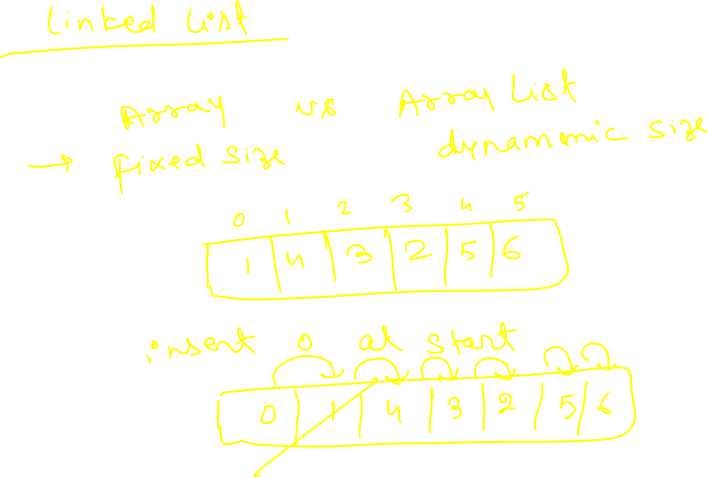 Linked List
Array vs Array List
→ fixed size dynamomic size
0 1 2 3 4 5
1 4 3 2 5 6
insert 0 at start
0 1 4 3 2 5 6